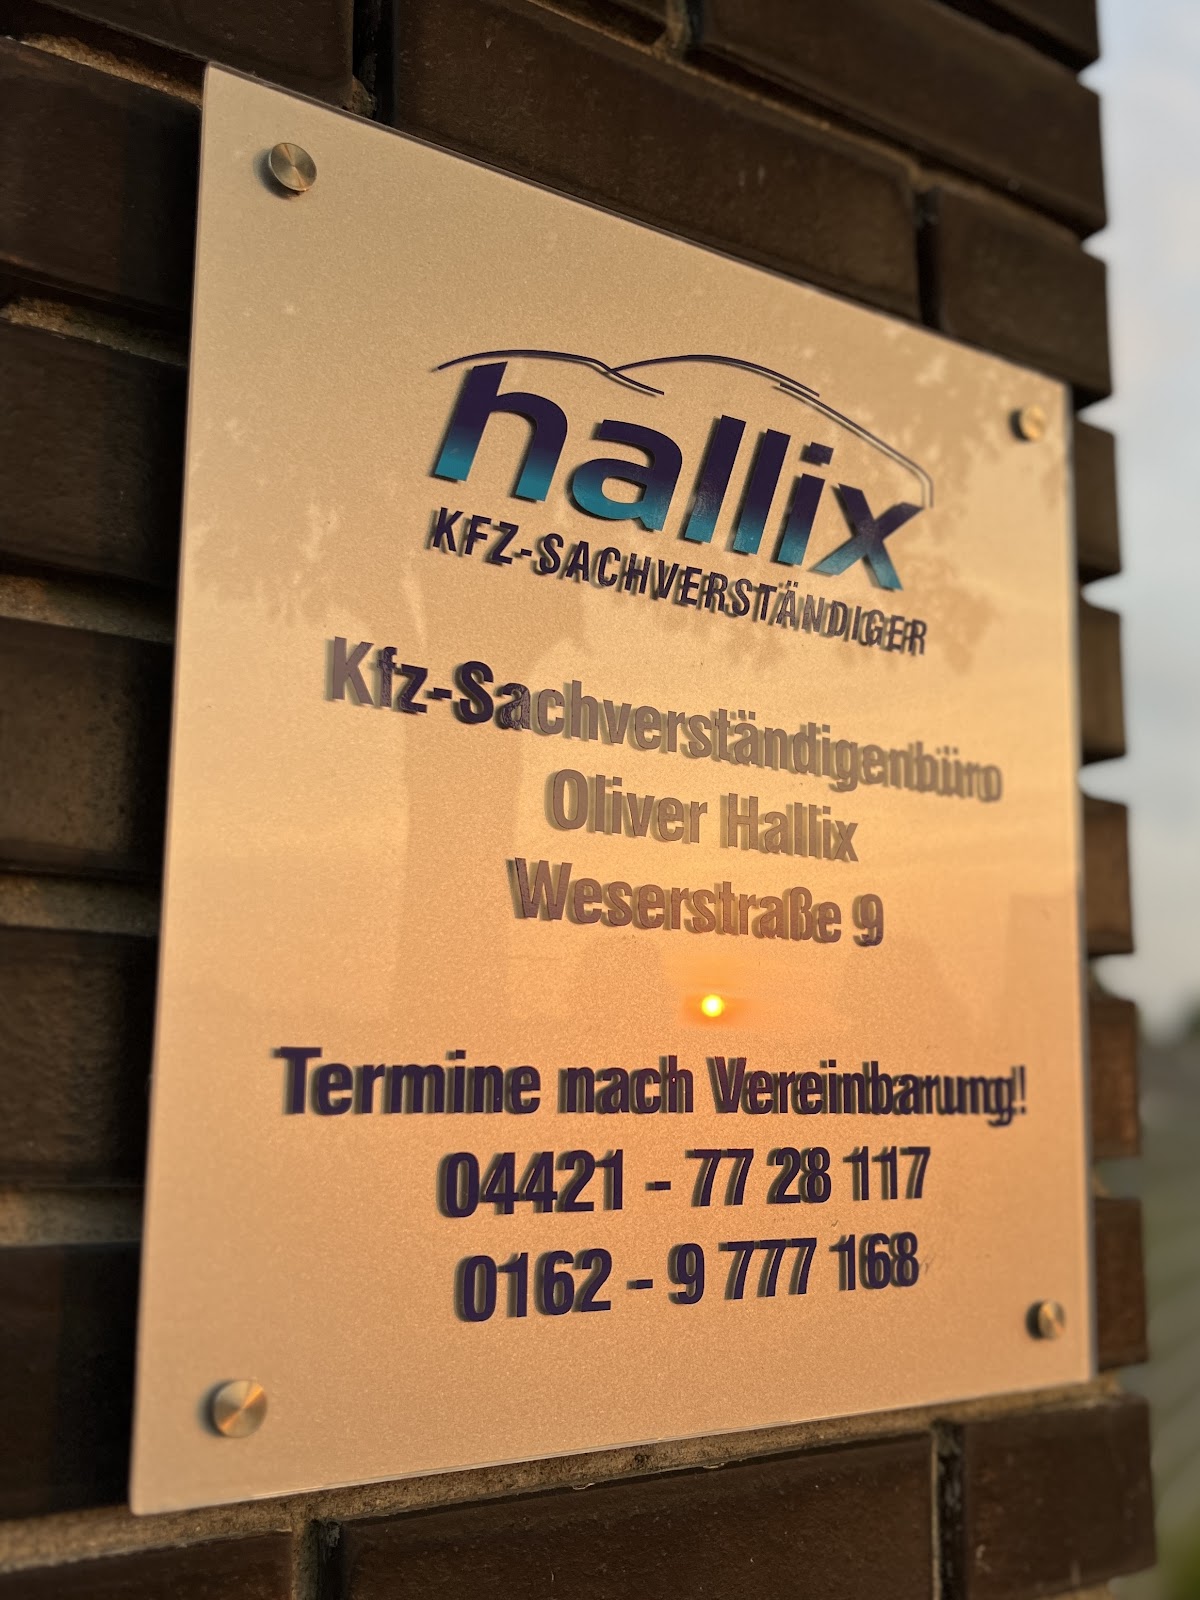 hallix
KFZ-SACHVERSTÄNDIGER
Kfz-Sachverständigenbüro
Oliver Hallix
Weserstraße 9
Termine nach Vereinbarung!
04421 - 77 28 117
0162 - 9 777 168